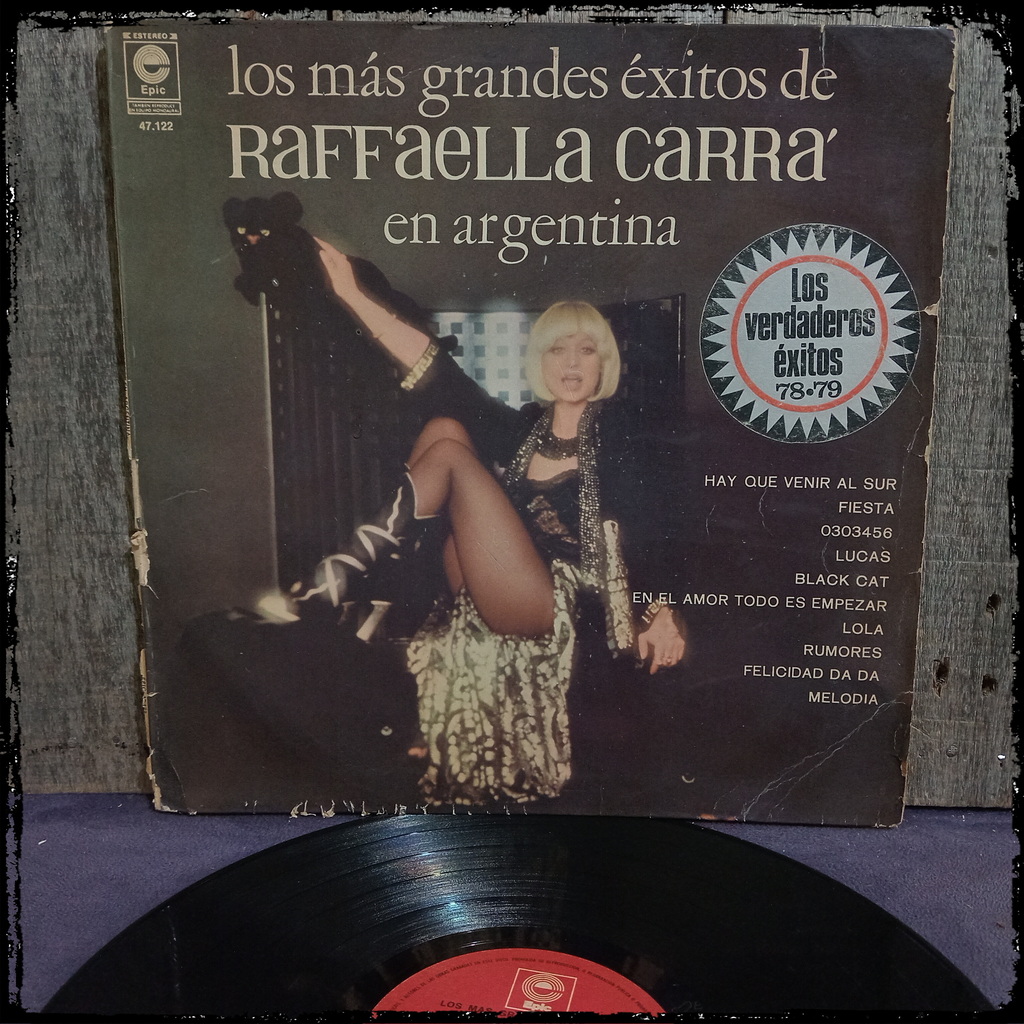 ESTEREO
Epic
47.122
los más grandes éxitos de
RAFFAELLA CARRA'
en argentina
Los
verdaderos
éxitos
78•79
HAY QUE VENIR AL SUR
FIESTA
0303456
LUCAS
BLACK CAT
EN EL AMOR TODO ES EMPEZAR
LOLA
RUMORES
FELICIDAD DA DA
MELODIA
Epic
LOS MAS